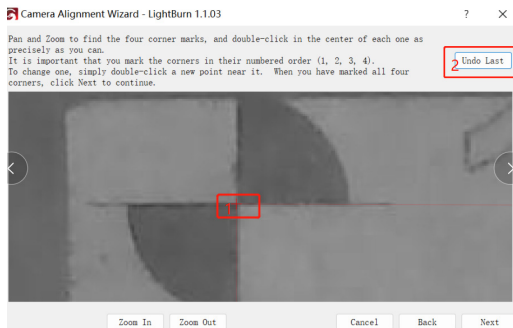 Camera Alignment Wizard - LightBurn 1.1.03
? X
Pan and Zoom to find the four corner marks, and double-click in the center of each one as
precisely as you can.
It is important that you mark the corners in their numbered order (1, 2, 3, 4).
To change one, simply double-click a new point near it. When you have marked all four
corners, click Next to continue.
2
Undo Last
1
Zoom In Zoom Out Cancel Back Next